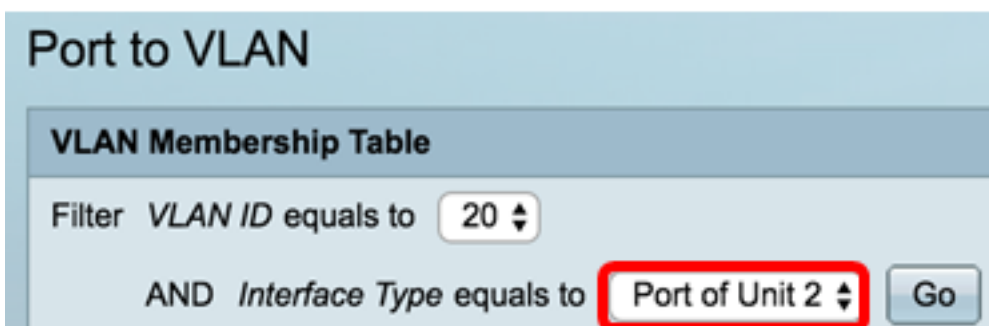 Port to VLAN
VLAN Membership Table
Filter VLAN ID equals to 20
AND Interface Type equals to Port of Unit 2 Go